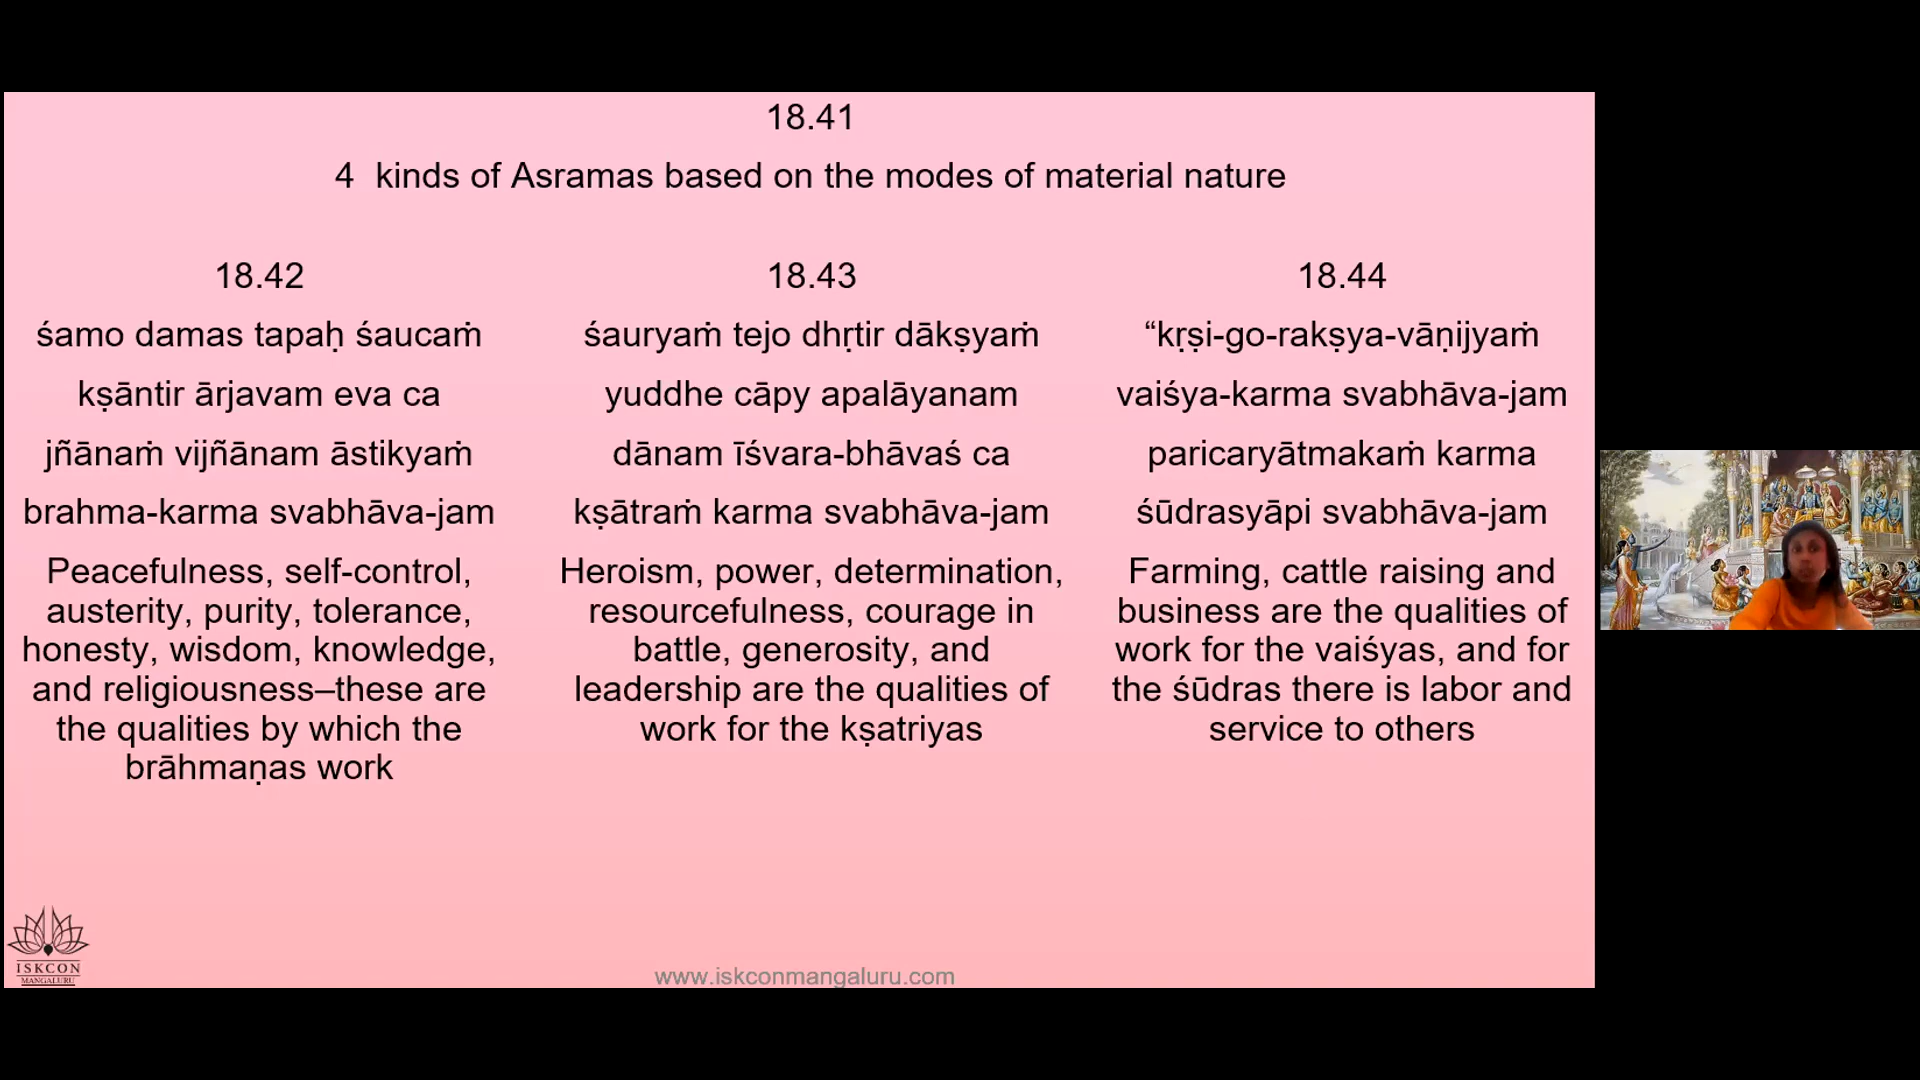 18.41
4 kinds of Asramas based on the modes of material nature
18.42
śamo damas tapaḥ śaucaṁ
kṣāntir ārjavam eva ca
jñānaṁ vijñānam āstikyaṁ
brahma-karma svabhāva-jam
Peacefulness, self-control,
austerity, purity, tolerance,
honesty, wisdom, knowledge,
and religiousness–these are
the qualities by which the
brāhmaṇas work
18.43
śauryaṁ tejo dhṛtir dākṣyaṁ
yuddhe cāpy apalāyanam
dānam īśvara-bhāvaś ca
kṣātraṁ karma svabhāva-jam
Heroism, power, determination,
resourcefulness, courage in
battle, generosity, and
leadership are the qualities of
work for the kṣatriyas
18.44
“kṛṣi-go-rakṣya-vāṇijyaṁ
vaiśya-karma svabhāva-jam
paricaryātmakaṁ karma
śūdrasyāpi svabhāva-jam
Farming, cattle raising and
business are the qualities of
work for the vaiśyas, and for
the śūdras there is labor and
service to others
ISKCON
MANGALURU
www.iskconmangaluru.com